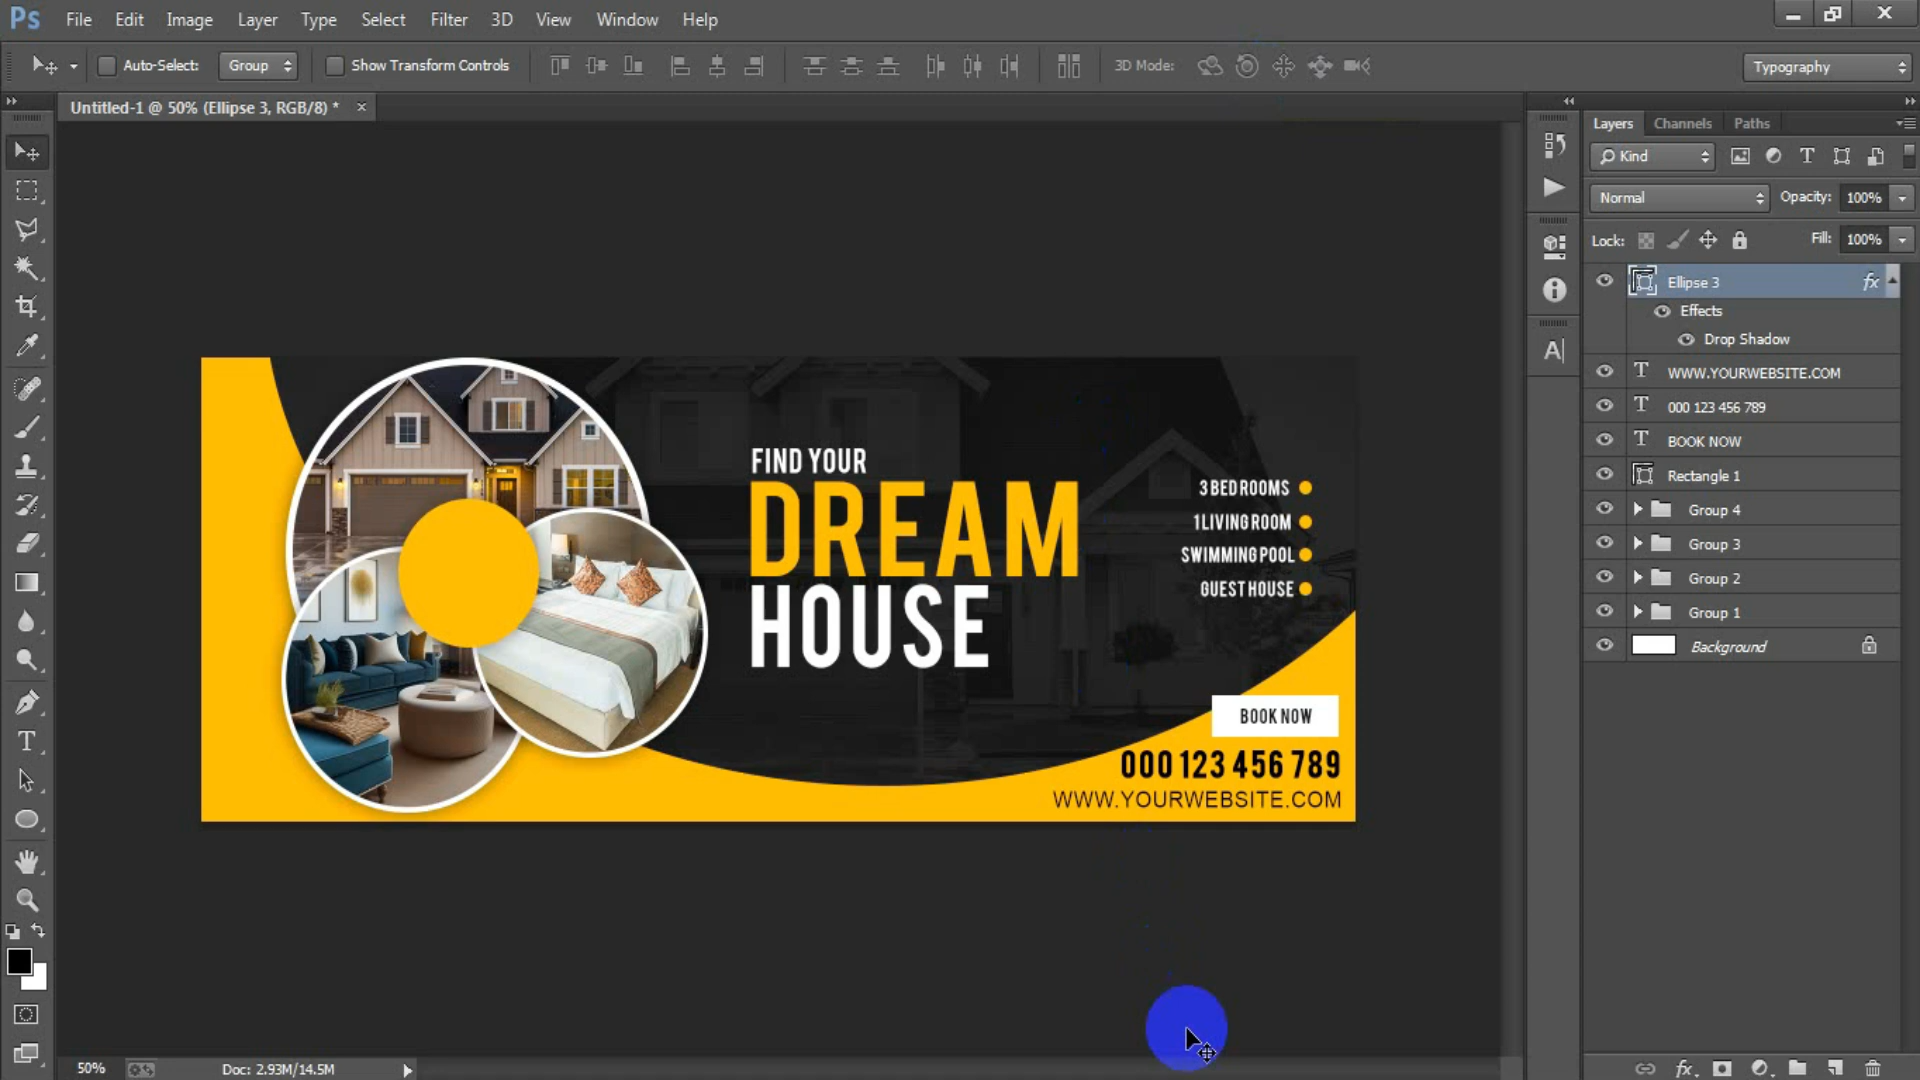 Ps File Edit Image Layer Type Select Filter 3D View Window Help
Auto-Select: Group Show Transform Controls 3D Mode: Typography
Untitled-1 @ 50% (Ellipse 3, RGB/8) *
Layers Channels Paths
Kind
Normal Opacity: 100%
Lock: Fill: 100%
Ellipse 3 fx
Effects
Drop Shadow
WWW.YOURWEBSITE.COM
000 123 456 789
BOOK NOW
Rectangle 1
Group 4
Group 3
Group 2
Group 1
Background
FIND YOUR
DREAM
HOUSE
3 BED ROOMS
1 LIVING ROOM
SWIMMING POOL
GUEST HOUSE
BOOK NOW
000 123 456 789
WWW.YOURWEBSITE.COM
50% Doc: 2.93M/14.5M
fx